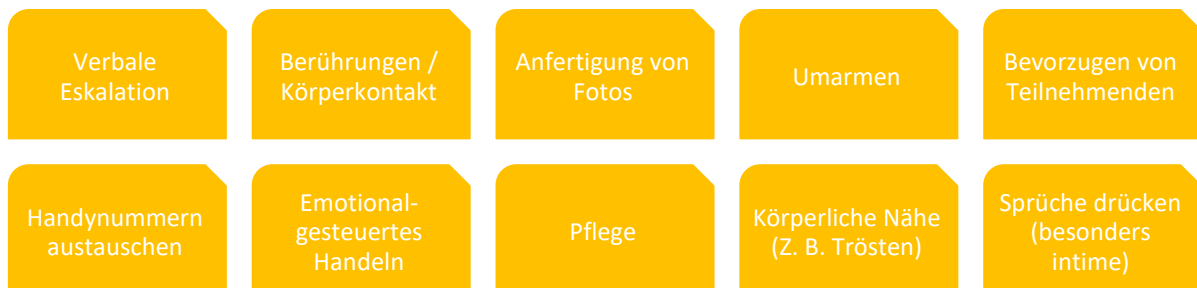 Verbale
Eskalation
Berührungen /
Körperkontakt
Anfertigung von
Fotos
Umarmen
Bevorzugen von
Teilnehmenden
Handynummern
austauschen
Emotional-
gesteuertes
Handeln
Pflege
Körperliche Nähe
(Z. B. Trösten)
Sprüche drücken
(besonders
intime)